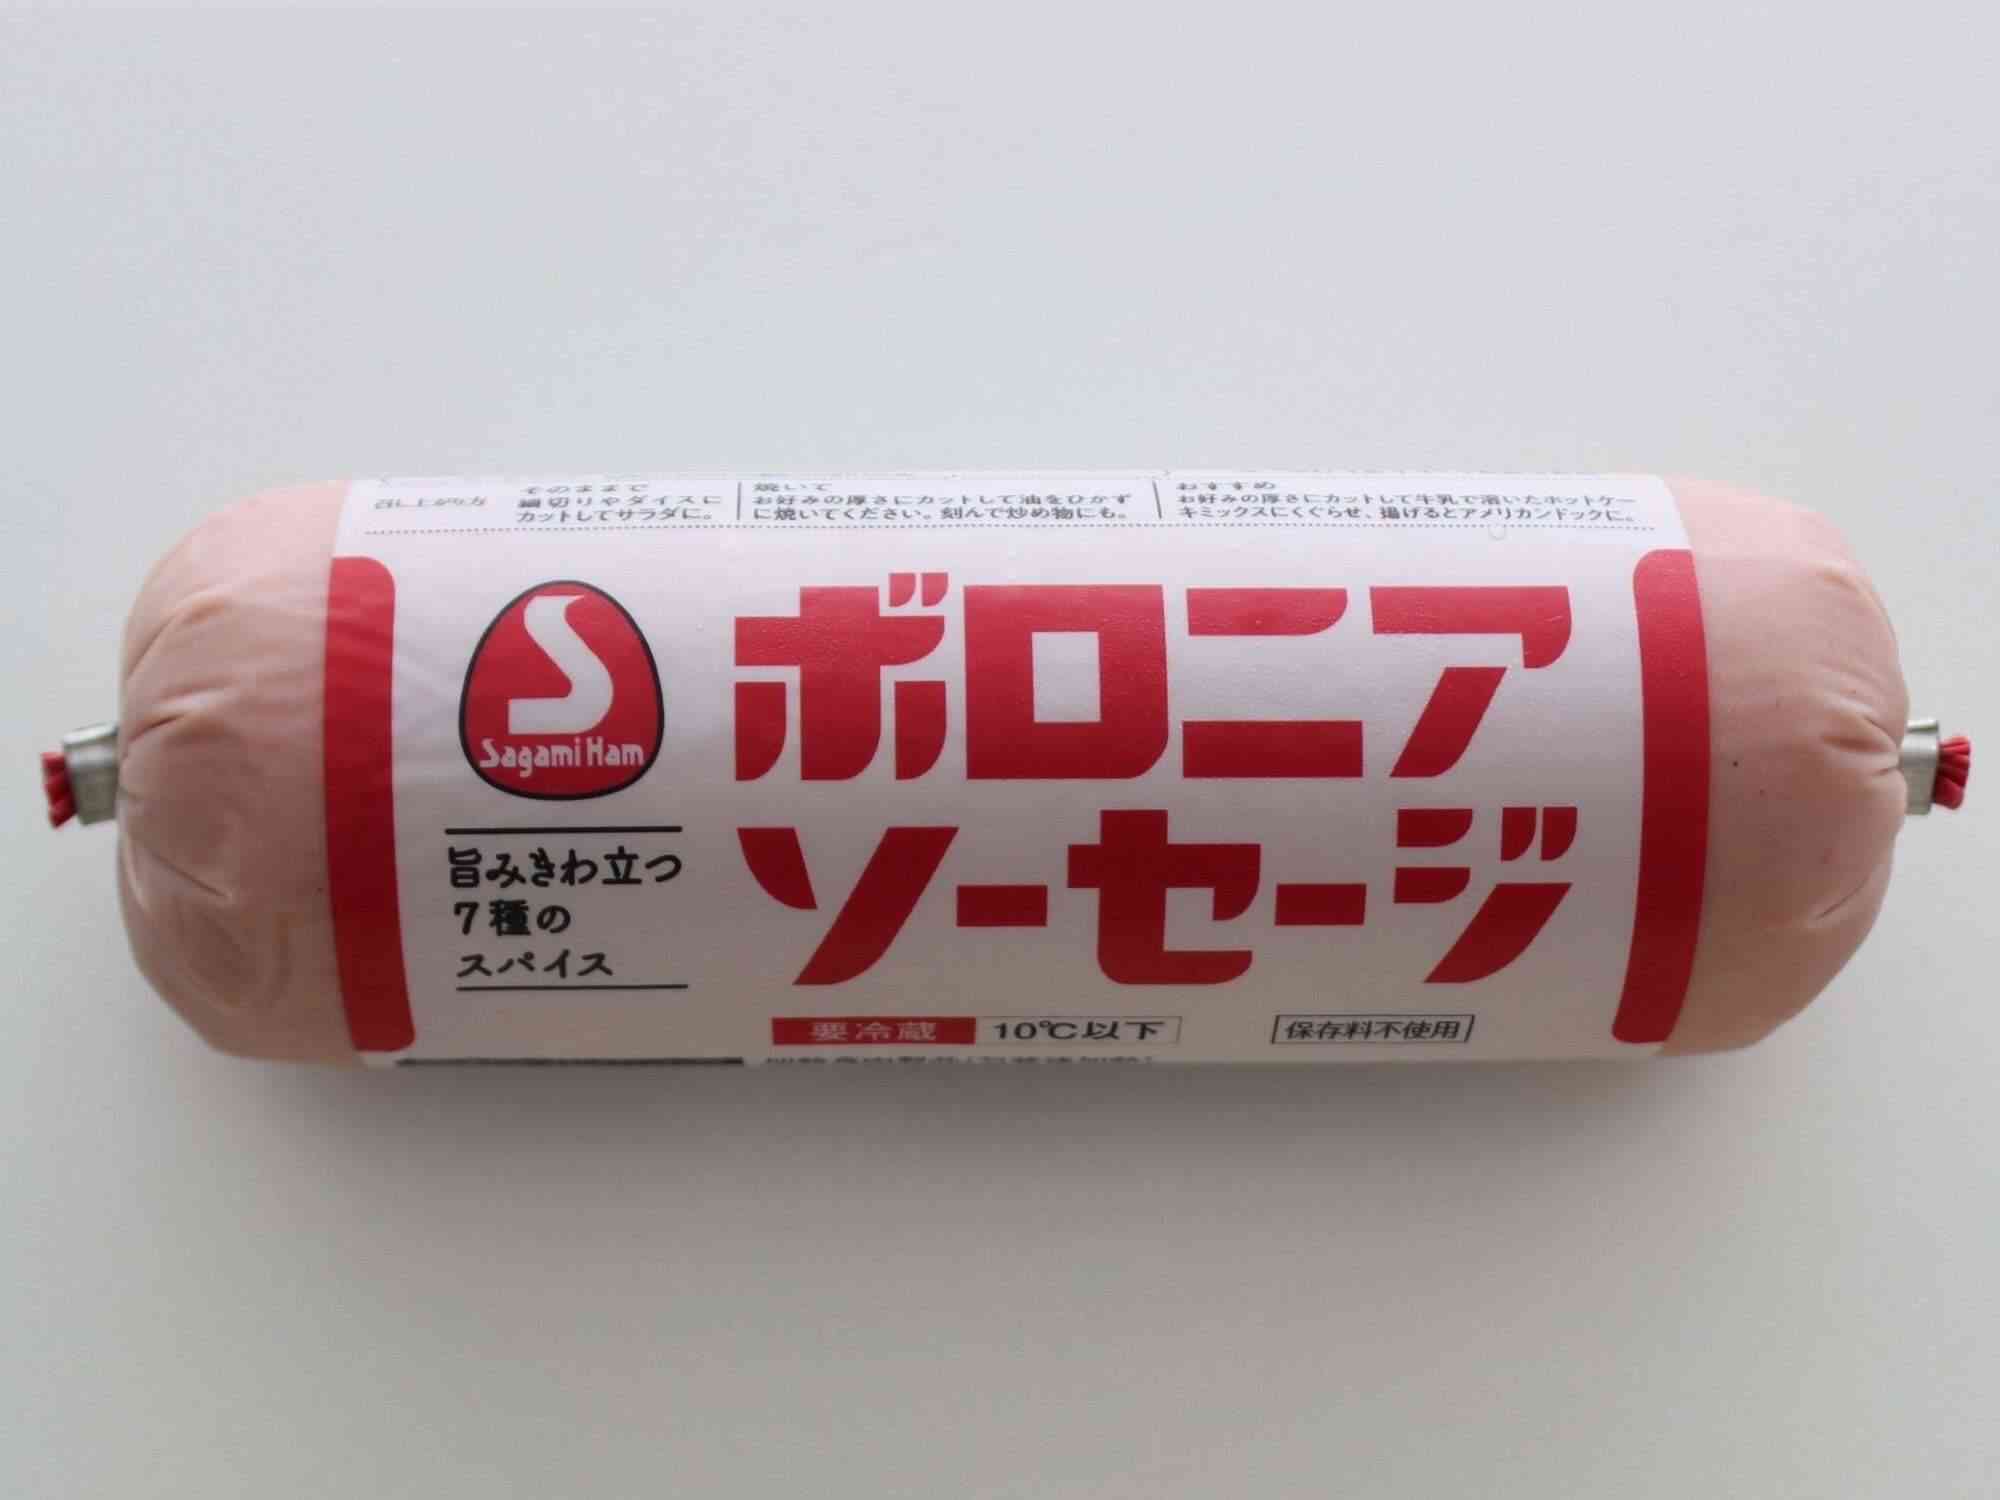 召し上がり方
そのままで
細切りやダイスに
カットしてサラダに。
焼いて
お好みの厚さにカットして油をひかず
に焼いてください。刻んで炒め物にも。
おすすめ
お好みの厚さにカットして牛乳で溶いたホットケー
キミックスにくぐらせ、揚げるとアメリカンドックに。
Sagami Ham
ボロニア
ソーセージ
旨みきわ立つ
7種の
スパイス
要冷蔵 10℃以下
保存料不使用